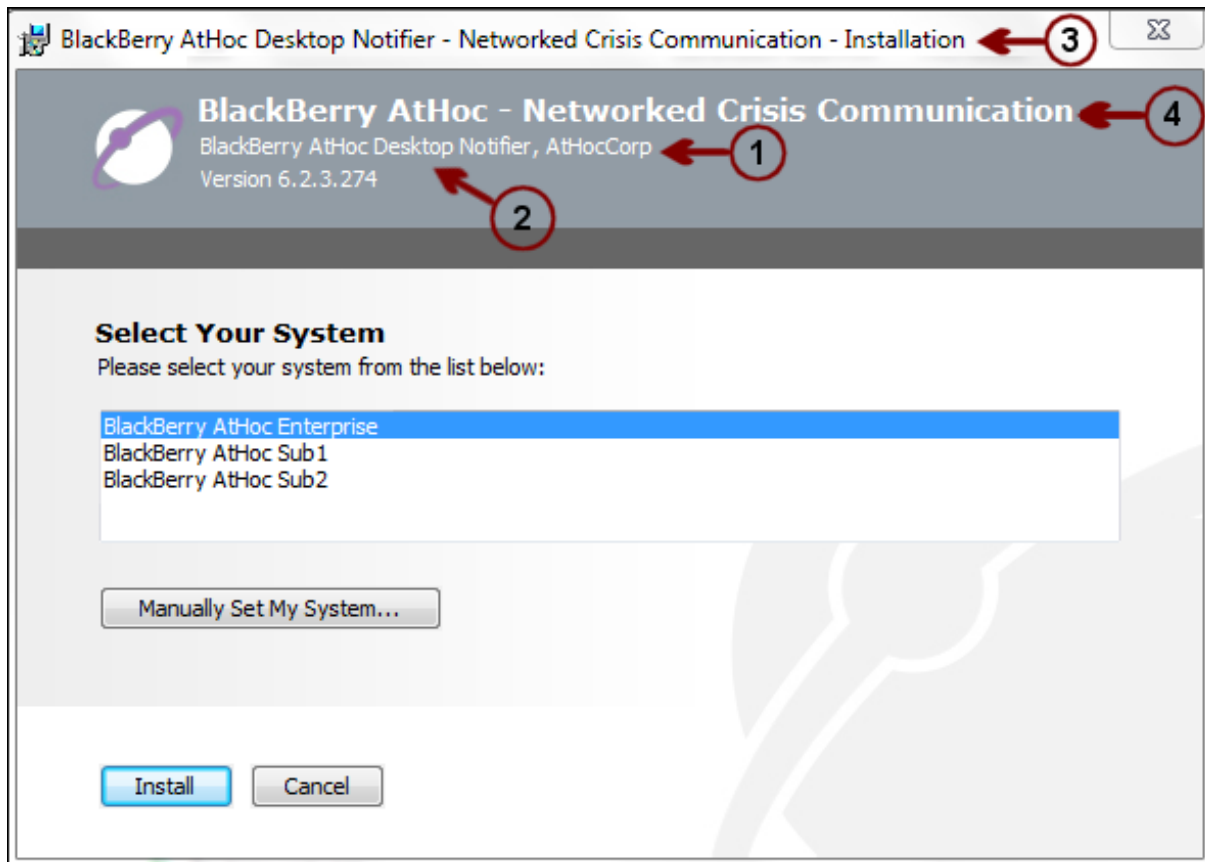 BlackBerry AtHoc Desktop Notifier - Networked Crisis Communication - Installation
3
BlackBerry AtHoc - Networked Crisis Communication
4
BlackBerry AtHoc Desktop Notifier, AtHocCorp
1
Version 6.2.3.274
2
Select Your System
Please select your system from the list below:
BlackBerry AtHoc Enterprise
BlackBerry AtHoc Sub1
BlackBerry AtHoc Sub2
Manually Set My System...
Install
Cancel